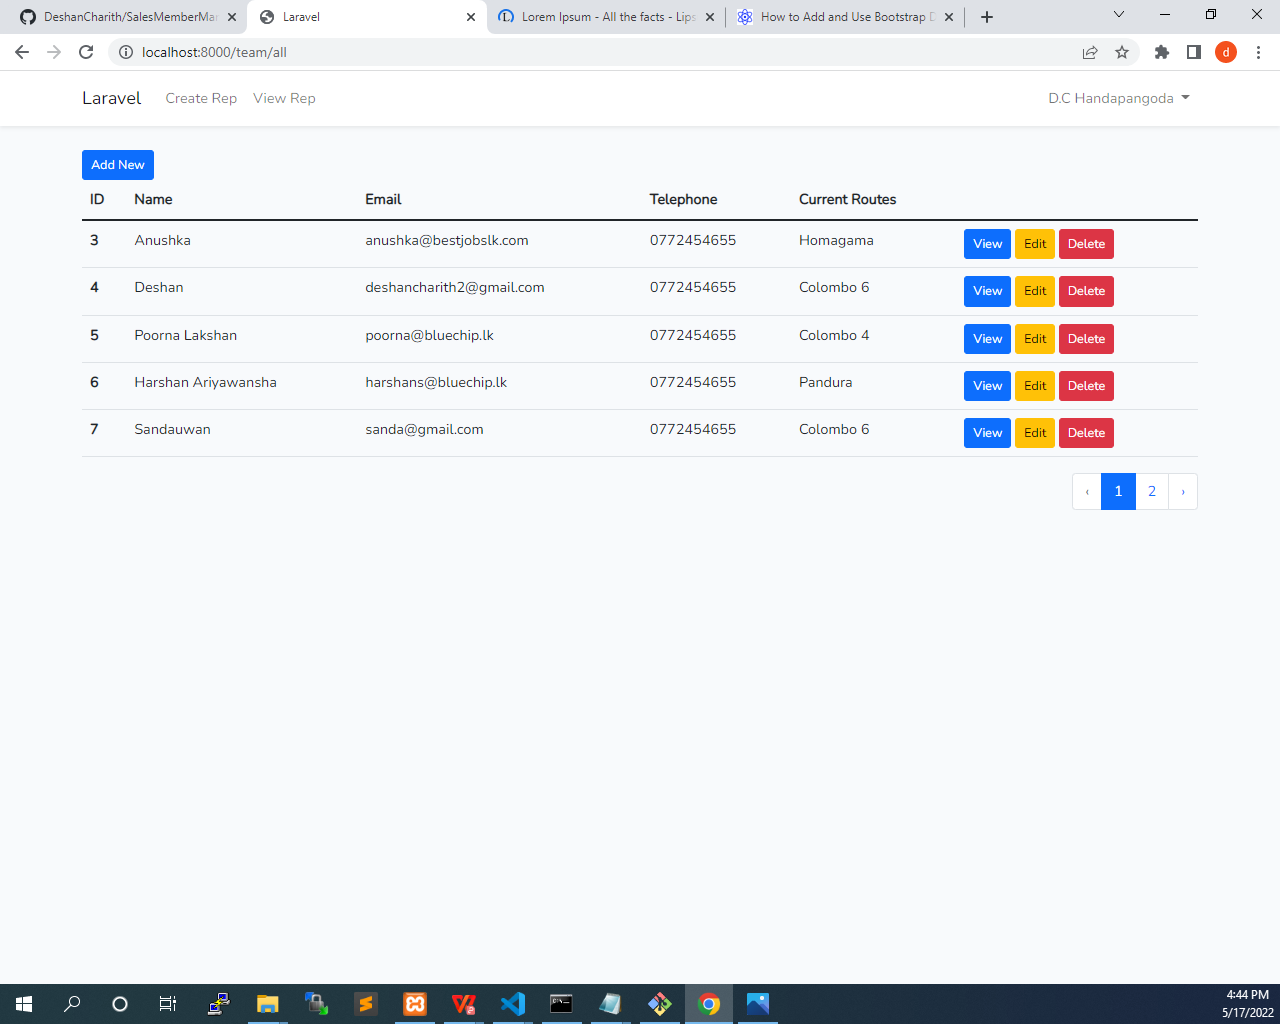 DeshanCharith/SalesMemberMar
Laravel
Lorem Ipsum - All the facts - Lips
How to Add and Use Bootstrap D
localhost:8000/team/all
d
Laravel Create Rep View Rep D.C Handapangoda
Add New
ID Name Email Telephone Current Routes
3 Anushka anushka@bestjobslk.com 0772454655 Homagama View Edit Delete
4 Deshan deshancharith2@gmail.com 0772454655 Colombo 6 View Edit Delete
5 Poorna Lakshan poorna@bluechip.lk 0772454655 Colombo 4 View Edit Delete
6 Harshan Ariyawansha harshans@bluechip.lk 0772454655 Pandura View Edit Delete
7 Sandauwan sanda@gmail.com 0772454655 Colombo 6 View Edit Delete
‹ 1 2 ›
4:44 PM
5/17/2022